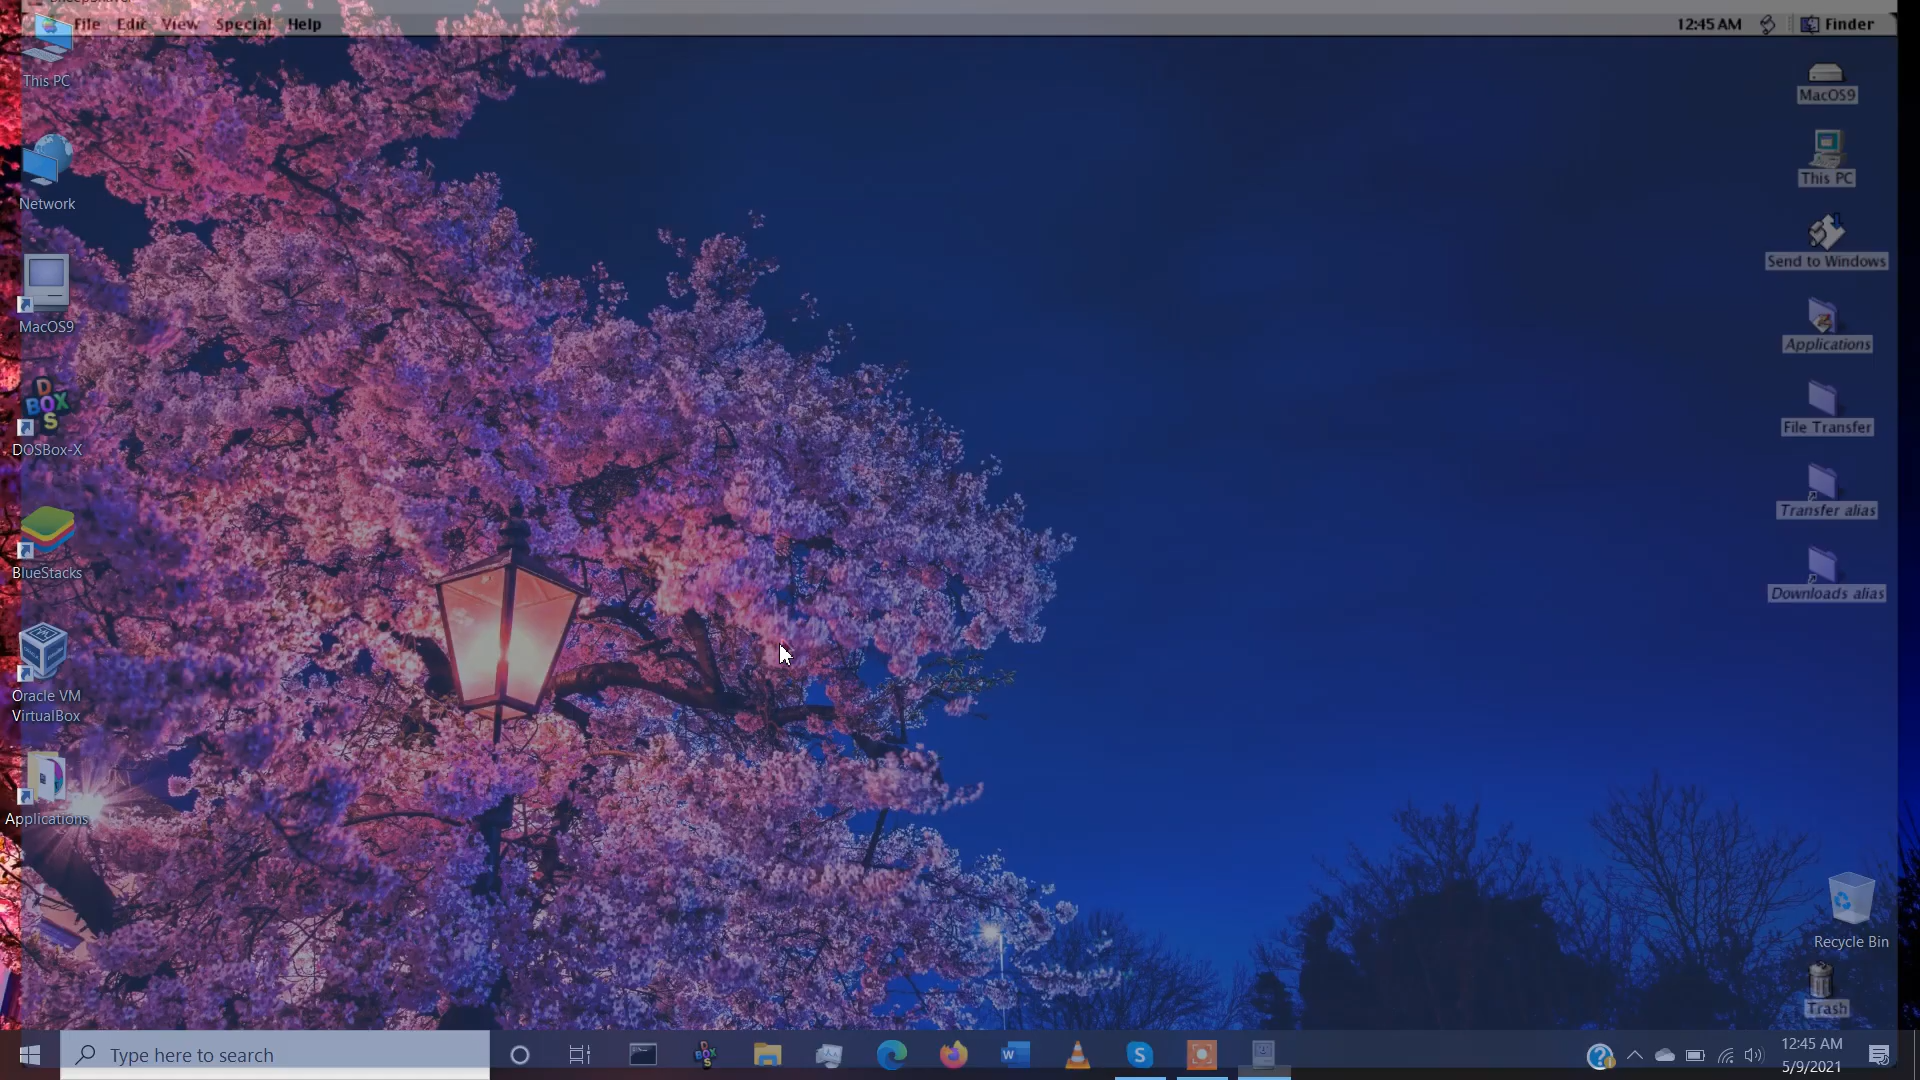 SheepShaver
File Edit View Special Help
12:45 AM
Finder
This PC
Network
MacOS9
DOSBox-X
BlueStacks
Oracle VM
VirtualBox
Applications
MacOS9
This PC
Send to Windows
Applications
File Transfer
Transfer alias
Downloads alias
Recycle Bin
Trash
Type here to search
12:45 AM
5/9/2021